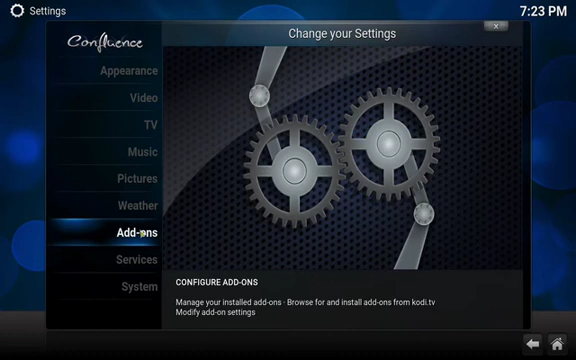 Settings
7:23 PM
Confluence
Change your Settings
x
Appearance
Video
TV
Music
Pictures
Weather
Add-ons
Services
System
CONFIGURE ADD-ONS
Manage your installed add-ons · Browse for and install add-ons from kodi.tv
Modify add-on settings